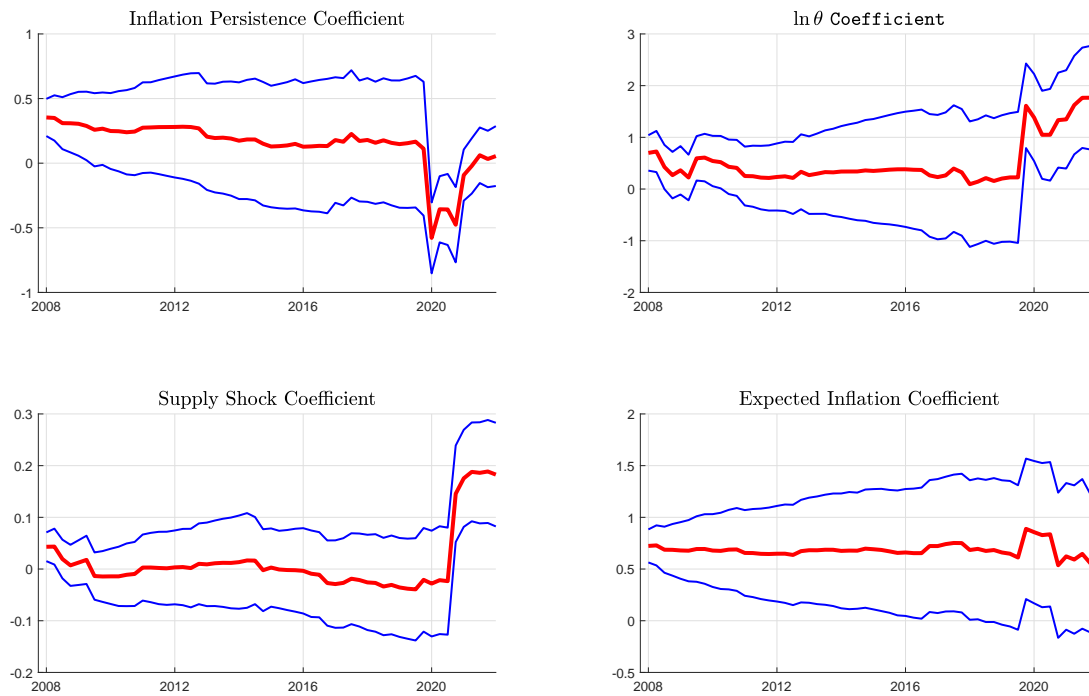 Inflation Persistence Coefficient
1
0.5
0
-0.5
-1
2008 2012 2016 2020
ln θ Coefficient
3
2
1
0
-1
-2
2008 2012 2016 2020
Supply Shock Coefficient
0.3
0.2
0.1
0
-0.1
-0.2
2008 2012 2016 2020
Expected Inflation Coefficient
2
1.5
1
0.5
0
-0.5
2008 2012 2016 2020